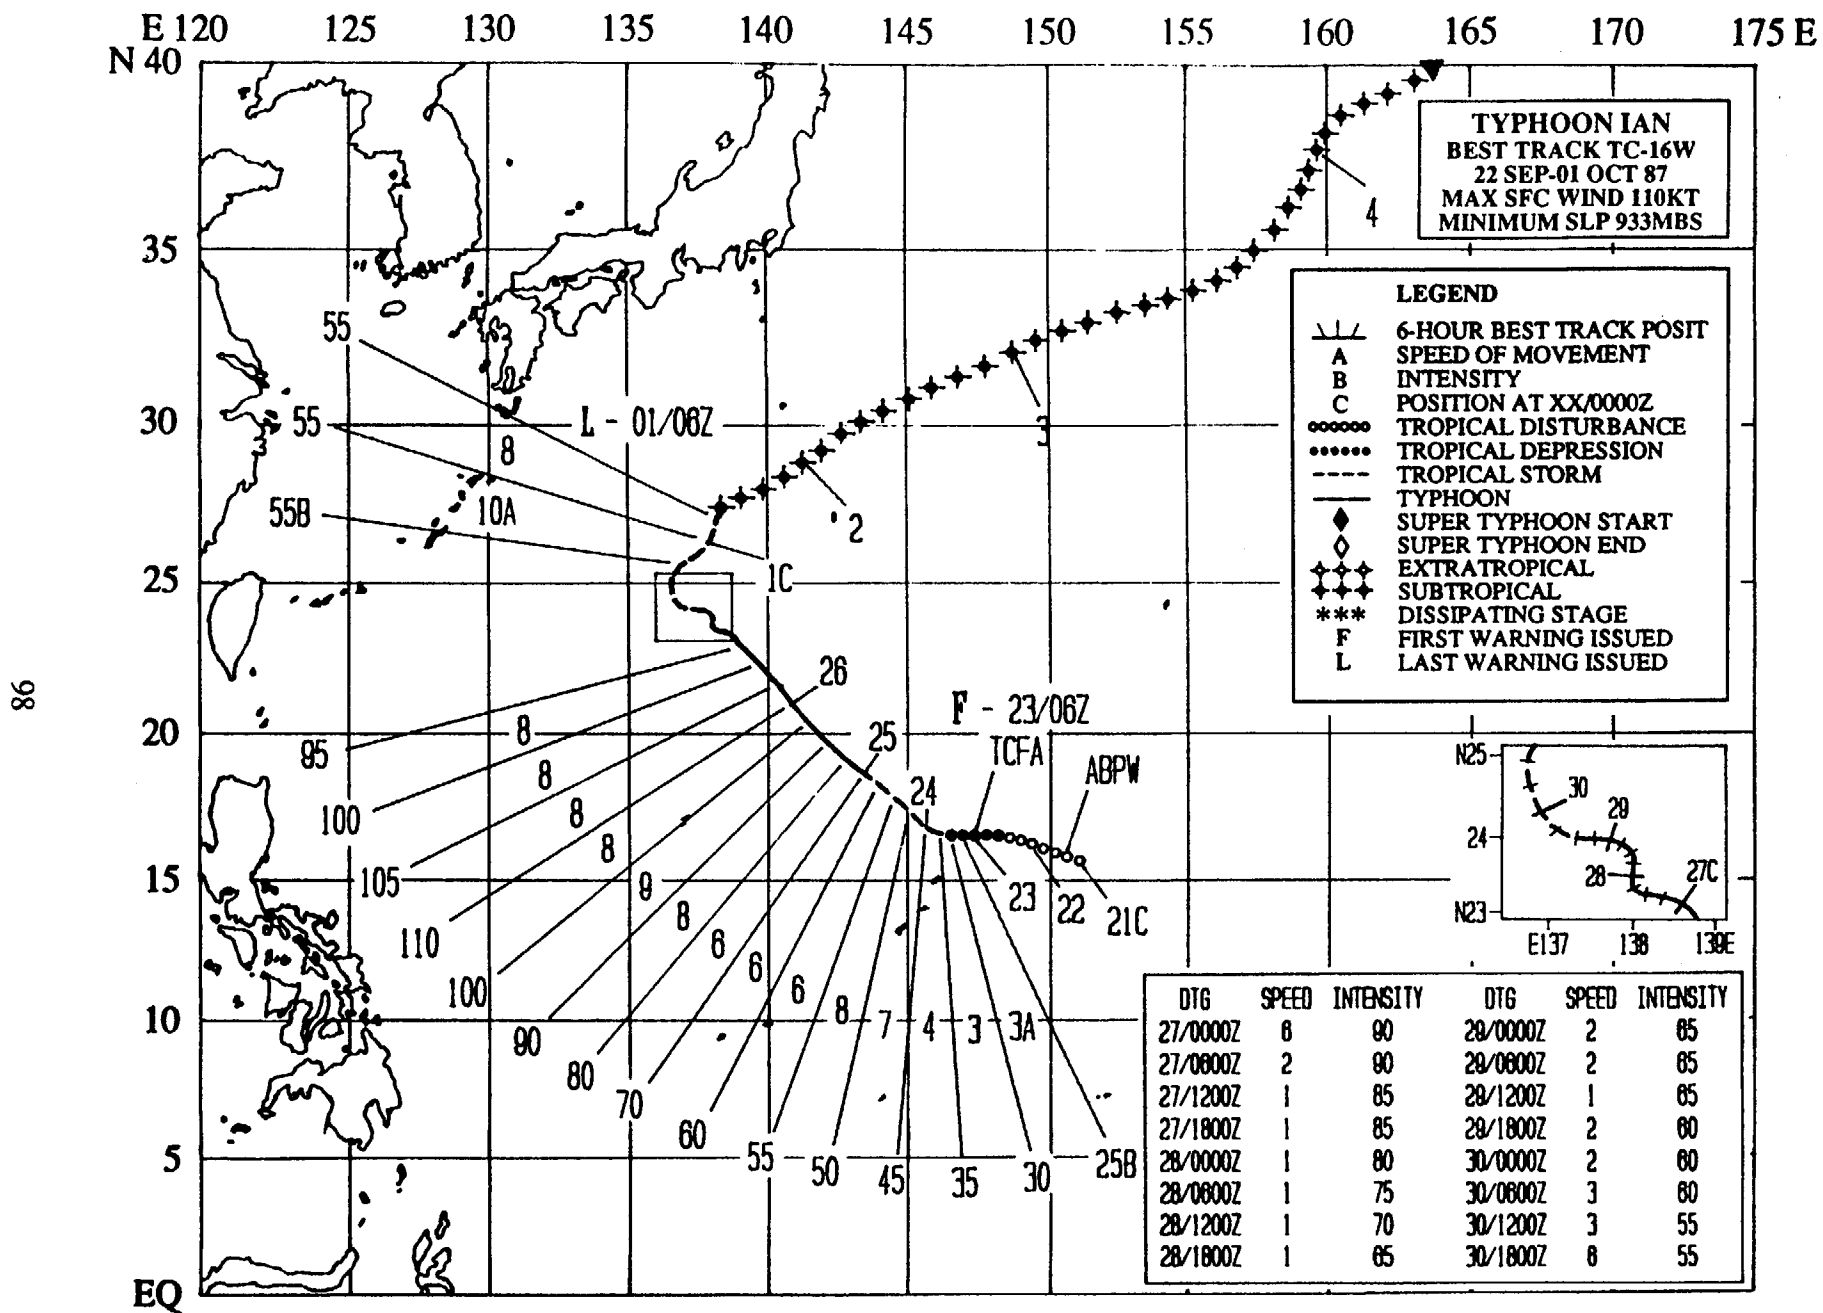 E 120 125 130 135 140 145 150 155 160 165 170 175 E
N 40
TYPHOON IAN
BEST TRACK TC-16W
22 SEP-01 OCT 87
MAX SFC WIND 110KT
MINIMUM SLP 933MBS
4
35
LEGEND
6-HOUR BEST TRACK POSIT
A SPEED OF MOVEMENT
B INTENSITY
C POSITION AT XX/0000Z
TROPICAL DISTURBANCE
TROPICAL DEPRESSION
TROPICAL STORM
TYPHOON
SUPER TYPHOON START
SUPER TYPHOON END
EXTRATROPICAL
SUBTROPICAL
*** DISSIPATING STAGE
F FIRST WARNING ISSUED
L LAST WARNING ISSUED
55
30
55
L - 01/06Z
3
8
55B
10A
2
25
1C
86
26
F - 23/06Z
20
25
TCFA
ABPW
95
8
24
100
8
8
8
15
105
9
23
22
21C
110
8
6
6
6
8
100
10
7
4
3
3A
90
80
70
60
5
55
50
45
35
30
25B
EQ
N25
30
29
24
28
27C
N23
E137 138 139E
DTG SPEED INTENSITY DTG SPEED INTENSITY
27/0000Z 6 90 29/0000Z 2 65
27/0600Z 2 90 29/0600Z 2 65
27/1200Z 1 85 29/1200Z 1 65
27/1800Z 1 85 29/1800Z 2 60
28/0000Z 1 80 30/0000Z 2 60
28/0600Z 1 75 30/0600Z 3 60
28/1200Z 1 70 30/1200Z 3 55
28/1800Z 1 65 30/1800Z 6 55